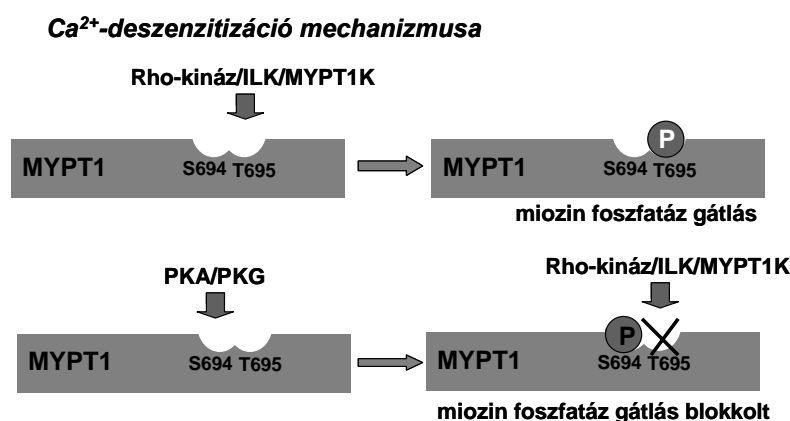 Ca²⁺-deszenzitizáció mechanizmusa
Rho-kináz/ILK/MYPT1K
MYPT1 S694 T695
MYPT1 P S694 T695
miozin foszfatáz gátlás
PKA/PKG
Rho-kináz/ILK/MYPT1K
MYPT1 S694 T695
MYPT1 P S694 T695
miozin foszfatáz gátlás blokkolt